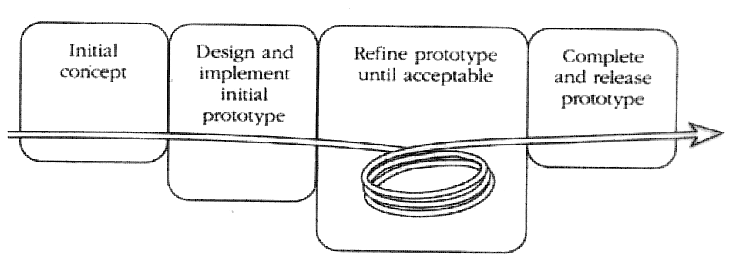 Initial
concept
Design and
implement
initial
prototype
Refine prototype
until acceptable
Complete
and release
prototype